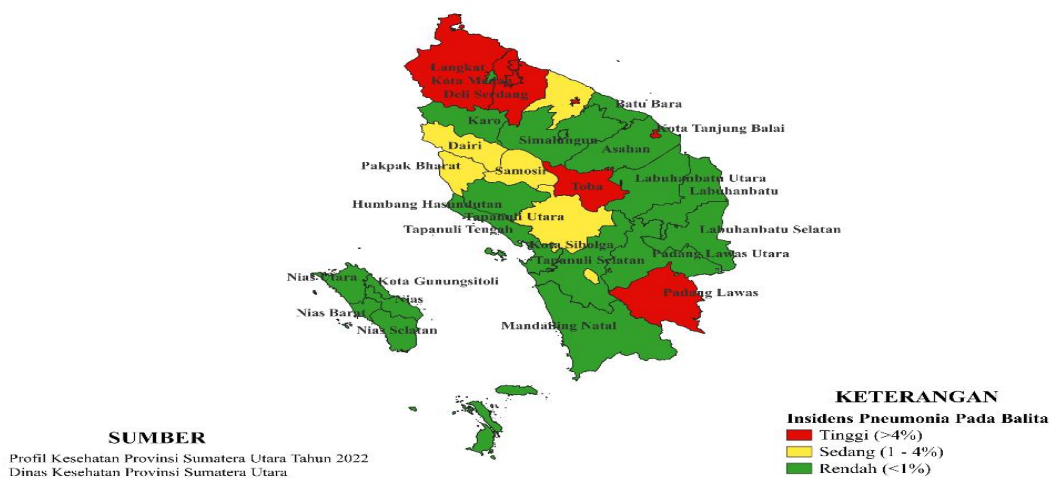 Langkat
Kota Medan
Deli Serdang
Batu Bara
Karo
Kota Tanjung Balai
Simalungun
Asahan
Dairi
Pakpak Bharat
Samosir
Labuhanbatu Utara
Toba
Labuhanbatu
Humbang Hasundutan
Tapanuli Utara
Tapanuli Tengah
Labuhanbatu Selatan
Kota Sibolga
Padang Lawas Utara
Tapanuli Selatan
Nias Utara
Kota Gunungsitoli
Padang Lawas
Nias
Nias Barat
Mandailing Natal
Nias Selatan
KETERANGAN
Insidens Pneumonia Pada Balita
Tinggi (>4%)
Sedang (1 - 4%)
Rendah (<1%)
SUMBER
Profil Kesehatan Provinsi Sumatera Utara Tahun 2022
Dinas Kesehatan Provinsi Sumatera Utara